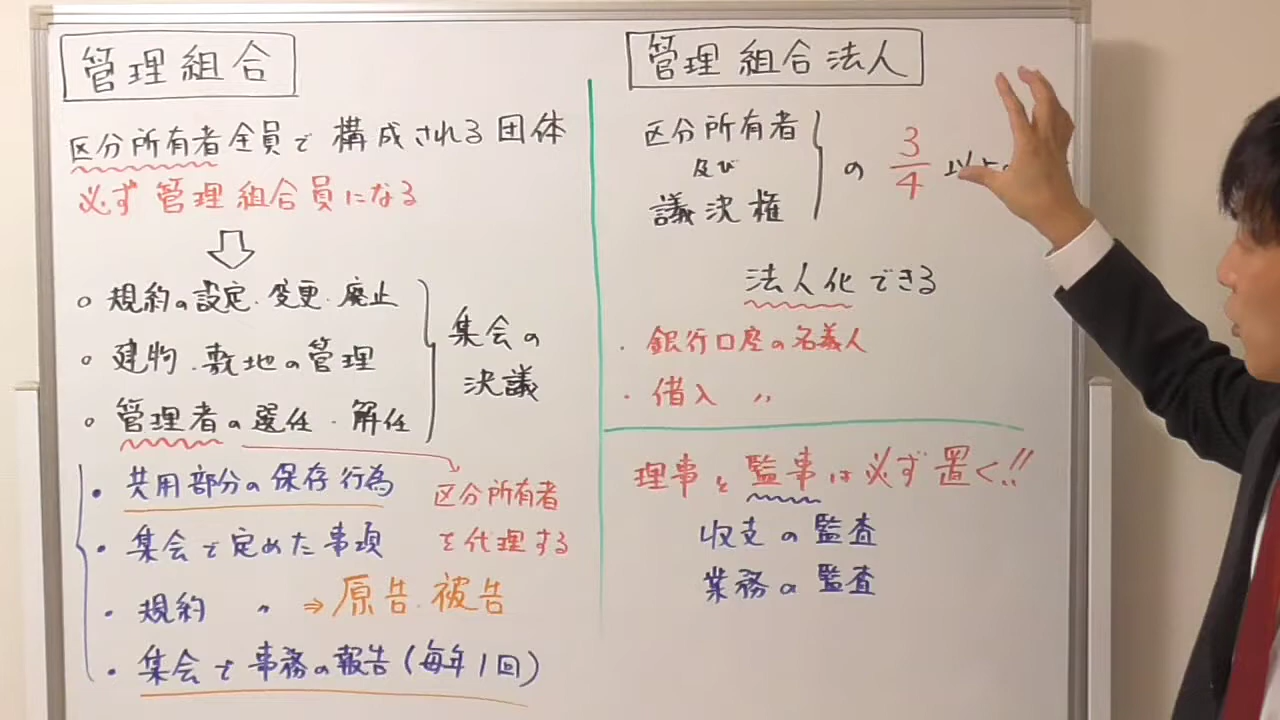 管理組合
区分所有者全員で構成される団体
必ず管理組合員になる
⇩
○ 規約の設定・変更・廃止
○ 建物・敷地の管理
○ 管理者の選任・解任
集会の
決議
・共用部分の保存行為
・集会で定めた事項
・規約 〃 ⇒ 原告・被告
・集会で事務の報告(毎年1回)
区分所有者
を代理する
管理組合法人
区分所有者
及び
議決権
の 3/4 以上
法人化できる
・銀行口座の名義人
・借入 〃
理事と監事は必ず置く!!
収支の監査
業務の監査